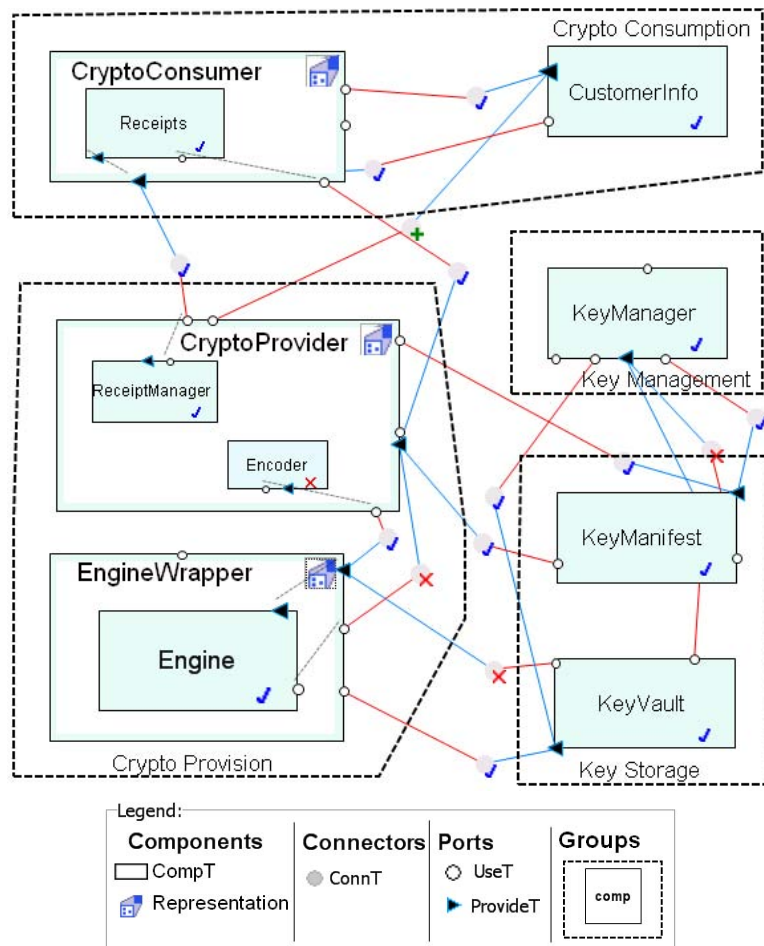 Crypto Consumption
CryptoConsumer
CustomerInfo
Receipts
KeyManager
CryptoProvider
Key Management
ReceiptManager
Encoder
KeyManifest
EngineWrapper
Engine
KeyVault
Crypto Provision
Key Storage
Legend:
Components
Connectors
Ports
Groups
CompT
ConnT
UseT
comp
Representation
ProvideT